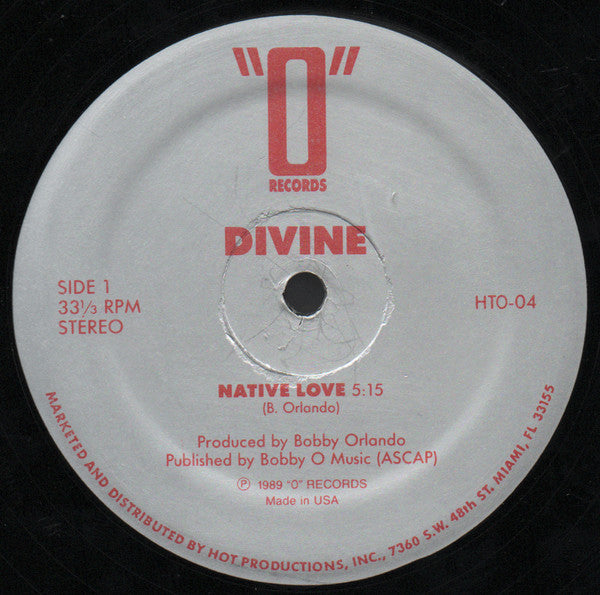 "O"
RECORDS
DIVINE
SIDE 1
33⅓ RPM
STEREO
HTO-04
NATIVE LOVE 5:15
(B. Orlando)
Produced by Bobby Orlando
Published by Bobby O Music (ASCAP)
℗ 1989 "O" RECORDS
Made in USA
MARKETED AND DISTRIBUTED BY HOT PRODUCTIONS, INC., 7360 S.W. 48th ST. MIAMI, FL 33155